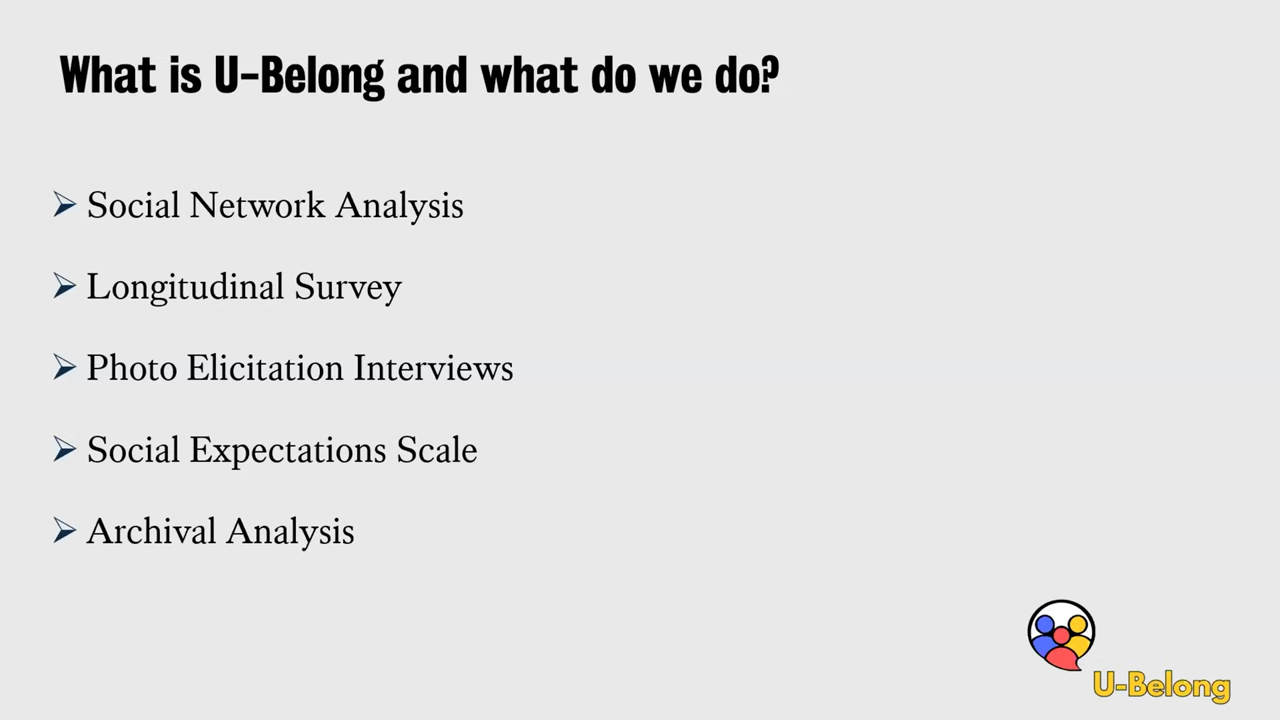 What is U-Belong and what do we do?
Social Network Analysis
Longitudinal Survey
Photo Elicitation Interviews
Social Expectations Scale
Archival Analysis
U-Belong